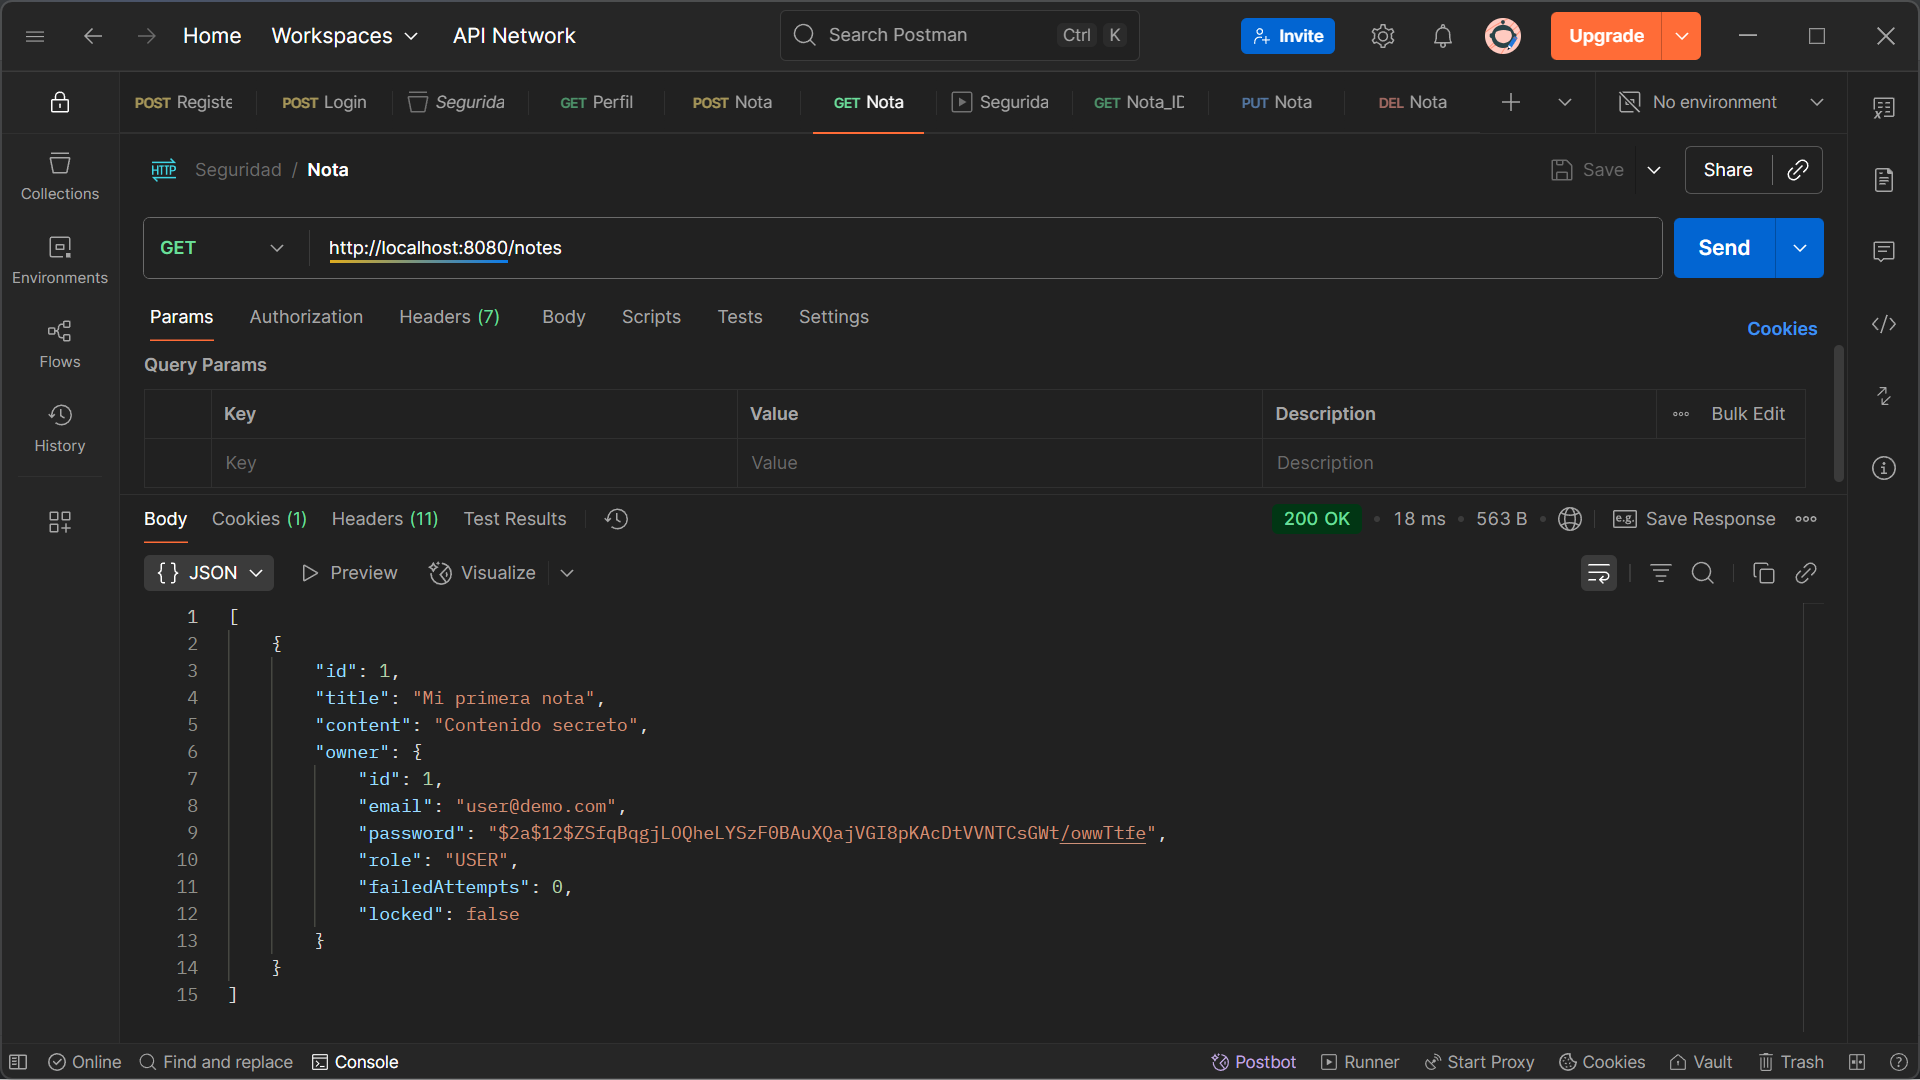 Home
Workspaces
API Network
Search Postman
Ctrl K
Invite
Upgrade
POST Registe
POST Login
Segurida
GET Perfil
POST Nota
GET Nota
Segurida
GET Nota_ID
PUT Nota
DEL Nota
No environment
Collections
Environments
Flows
History
HTTP Seguridad / Nota
Save
Share
GET
http://localhost:8080/notes
Send
Params
Authorization
Headers (7)
Body
Scripts
Tests
Settings
Cookies
Query Params
Key Value Description Bulk Edit
Key Value Description
Body
Cookies (1)
Headers (11)
Test Results
200 OK
18 ms
563 B
e.g. Save Response
{} JSON
Preview
Visualize
1 [
2 {
3 "id": 1,
4 "title": "Mi primera nota",
5 "content": "Contenido secreto",
6 "owner": {
7 "id": 1,
8 "email": "user@demo.com",
9 "password": "$2a$12$ZSfqBqgjLOQheLYSzF0BAuXQajVGI8pKAcDtVVNTCsGWt/owwTtfe",
10 "role": "USER",
11 "failedAttempts": 0,
12 "locked": false
13 }
14 }
15 ]
Online
Find and replace
Console
Postbot
Runner
Start Proxy
Cookies
Vault
Trash